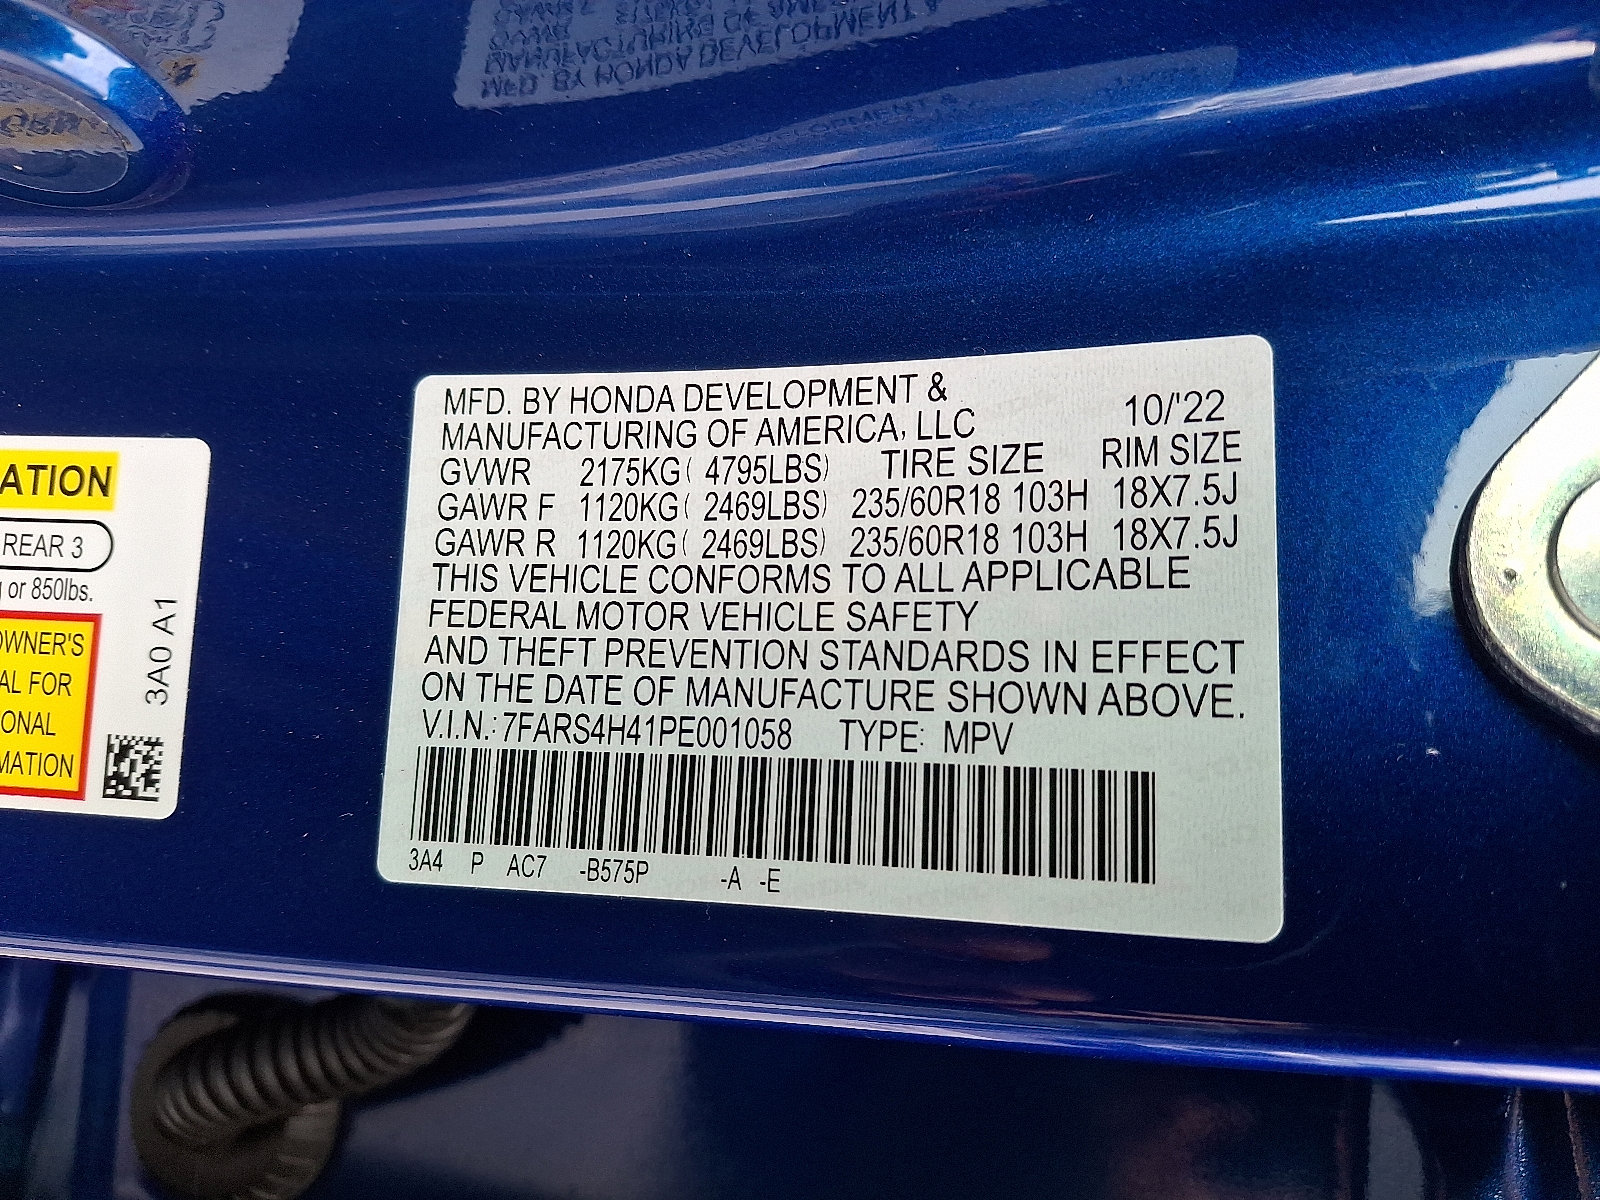 MFD. BY HONDA DEVELOPMENT &
MANUFACTURING OF AMERICA, LLC 10/'22
GVWR 2175KG( 4795LBS) TIRE SIZE RIM SIZE
GAWR F 1120KG( 2469LBS) 235/60R18 103H 18X7.5J
GAWR R 1120KG( 2469LBS) 235/60R18 103H 18X7.5J
THIS VEHICLE CONFORMS TO ALL APPLICABLE
FEDERAL MOTOR VEHICLE SAFETY
AND THEFT PREVENTION STANDARDS IN EFFECT
ON THE DATE OF MANUFACTURE SHOWN ABOVE.
V.I.N.: 7FARS4H41PE001058 TYPE: MPV
3A4 P AC7 -B575P -A -E
ATION
REAR 3
or 850lbs.
OWNER'S
AL FOR
IONAL
MATION
3A0 A1